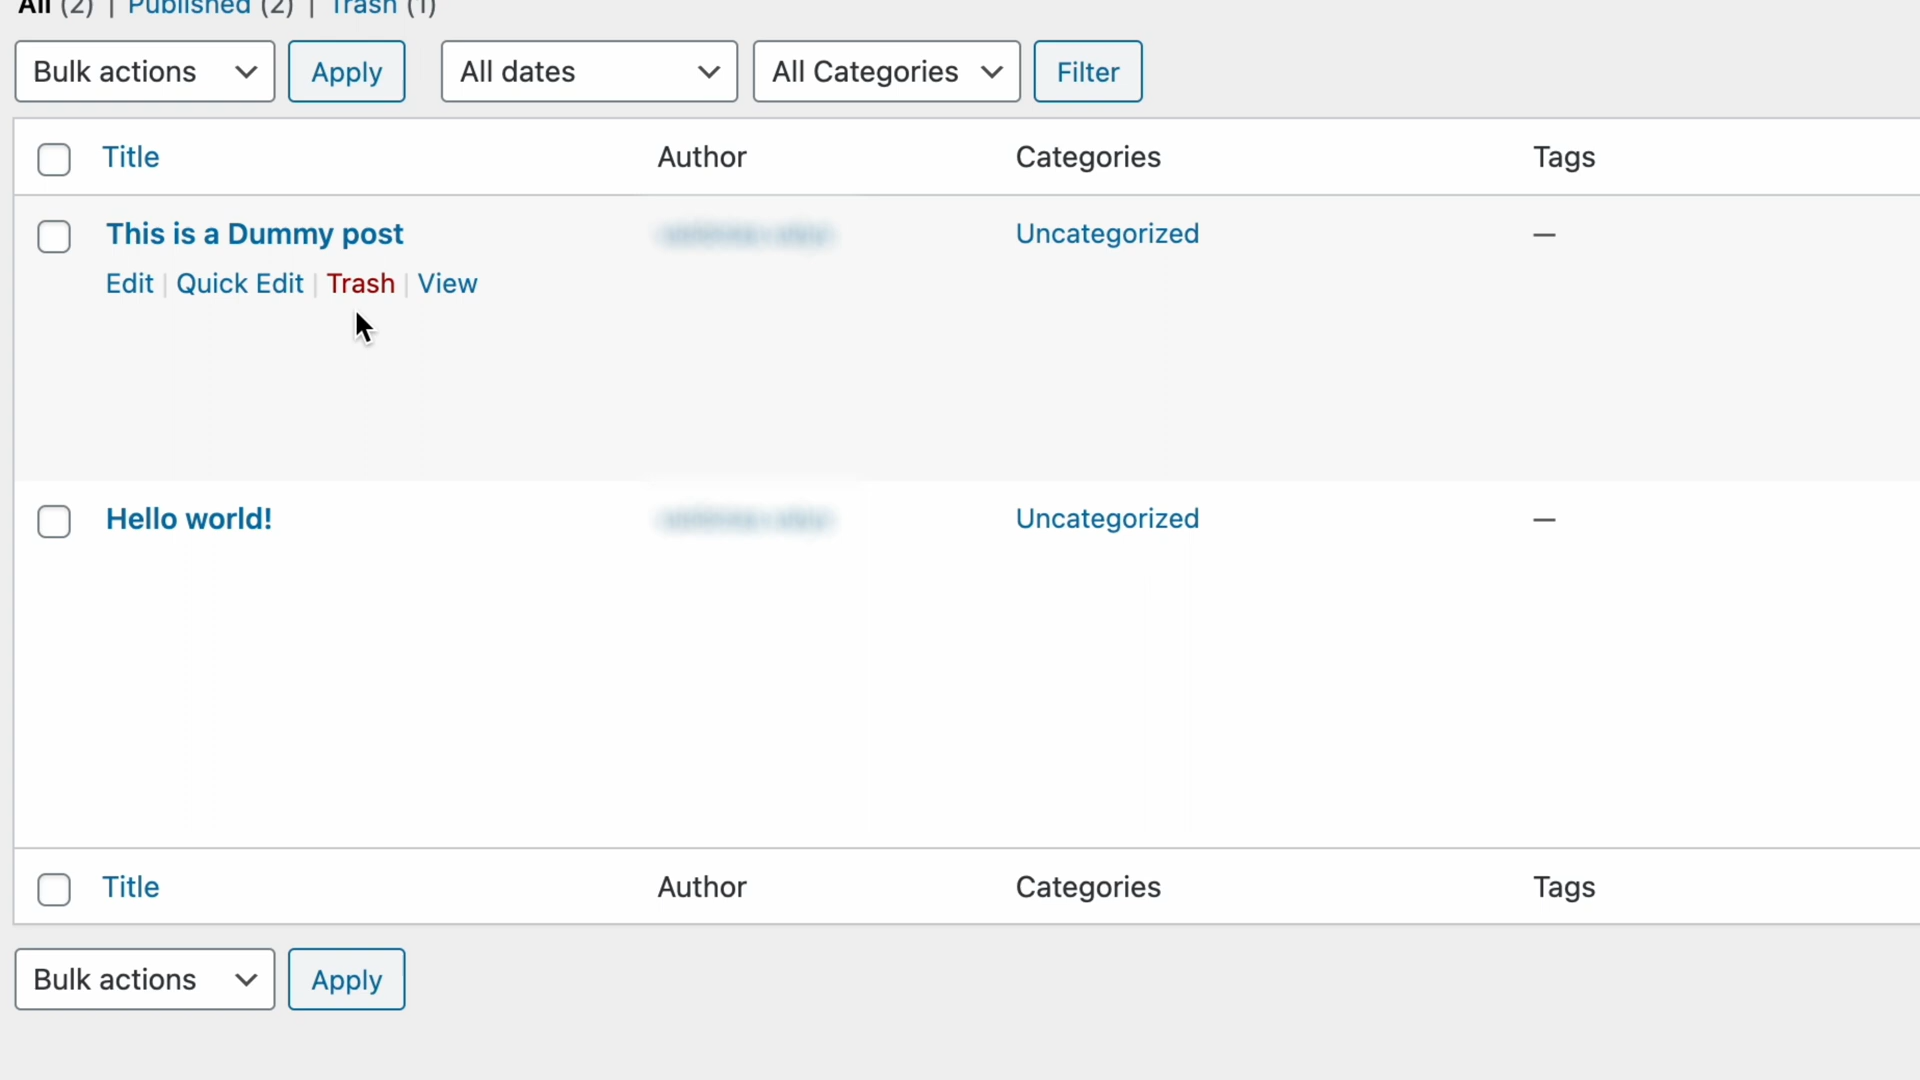 All (2) | Published (2) | Trash (1)
Bulk actions Apply All dates All Categories Filter
Title Author Categories Tags
This is a Dummy post Uncategorized —
Edit | Quick Edit | Trash | View
Hello world! Uncategorized —
Title Author Categories Tags
Bulk actions Apply